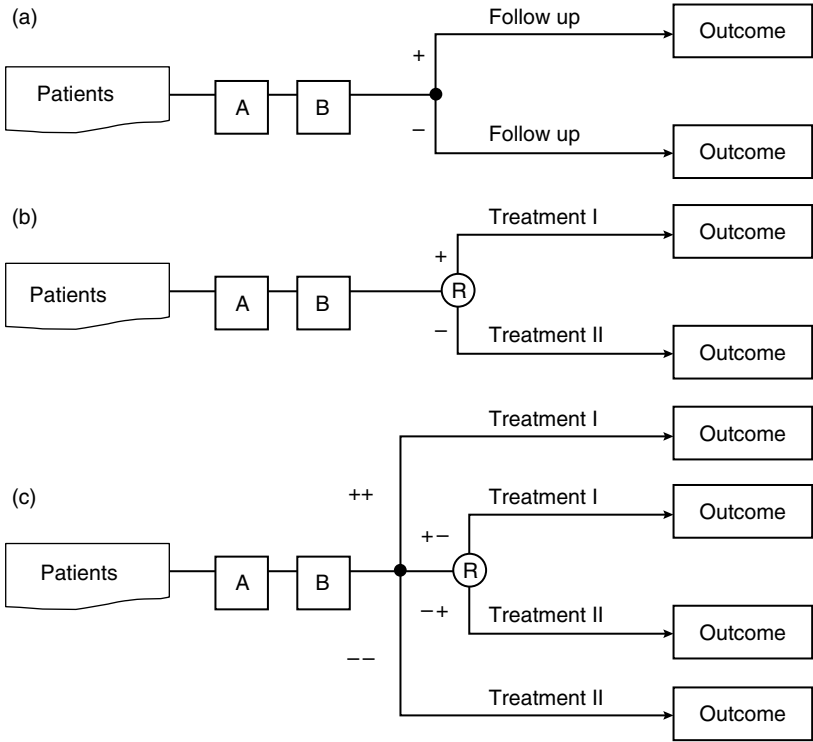 (a)
Follow up
Outcome
+
Patients
A
B
−
Follow up
Outcome
(b)
Treatment I
Outcome
+
Patients
A
B
R
−
Treatment II
Outcome
Treatment I
Outcome
(c)
++
Treatment I
Outcome
+−
Patients
A
B
R
−+
Treatment II
Outcome
−−
Treatment II
Outcome